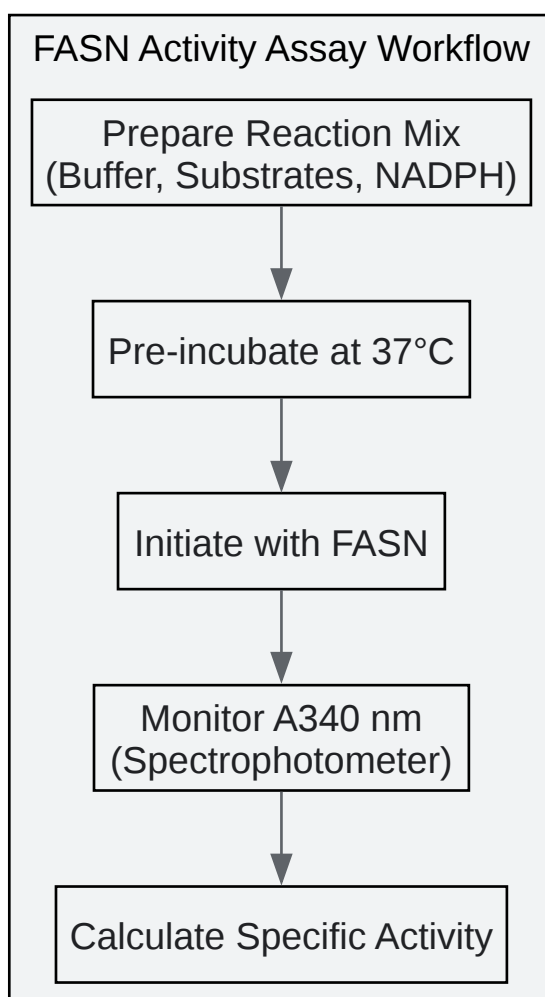 FASN Activity Assay Workflow
Prepare Reaction Mix
(Buffer, Substrates, NADPH)
Pre-incubate at 37°C
Initiate with FASN
Monitor A340 nm
(Spectrophotometer)
Calculate Specific Activity